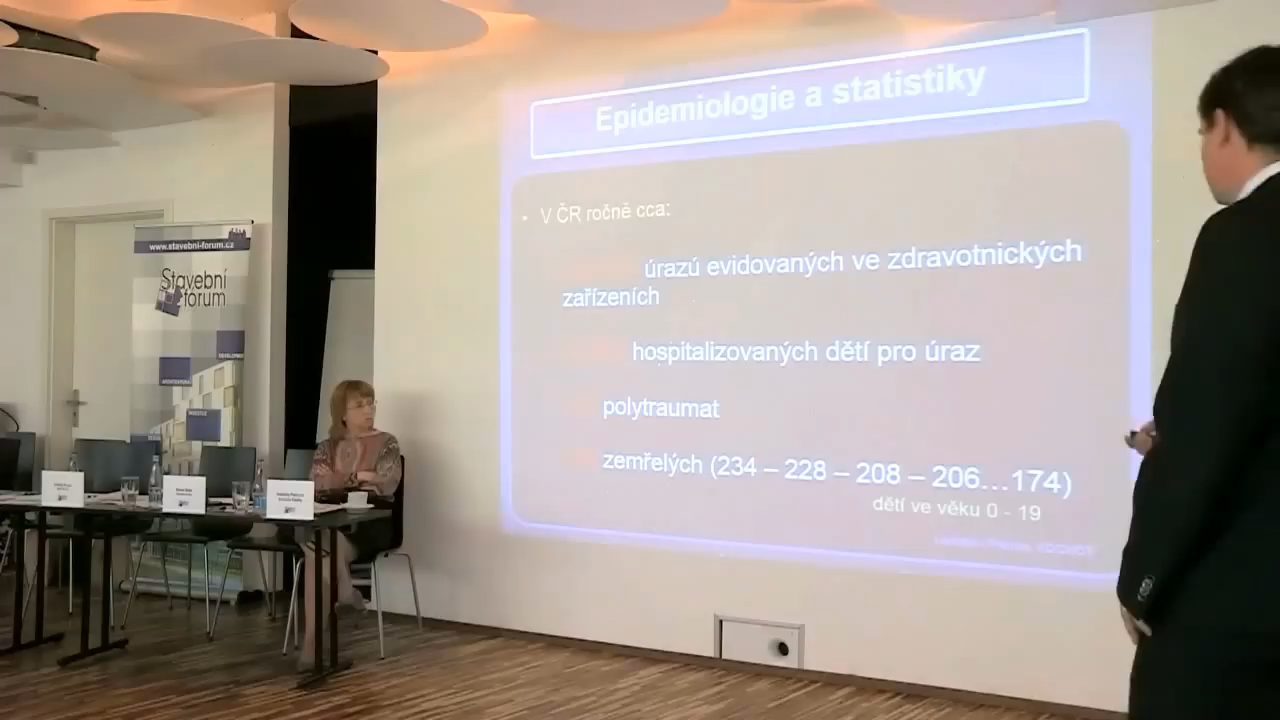 Epidemiologie a statistiky
• V ČR ročně cca:
úrazú evidovaných ve zdravotnických
zařízeních
hospitalizovaných dětí pro úraz
polytraumat
zemřelých (234 – 228 – 208 – 206...174)
dětí ve věku 0 - 19
www.stavebni-forum.cz
Stavební
forum